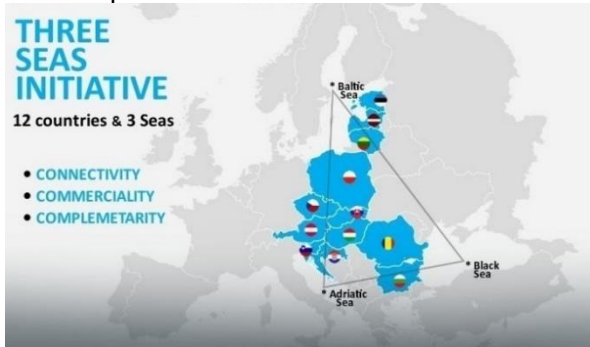 THREE
SEAS
INITIATIVE
12 countries & 3 Seas
• CONNECTIVITY
• COMMERCIALITY
• COMPLEMETARITY
Baltic
Sea
Black
Sea
Adriatic
Sea